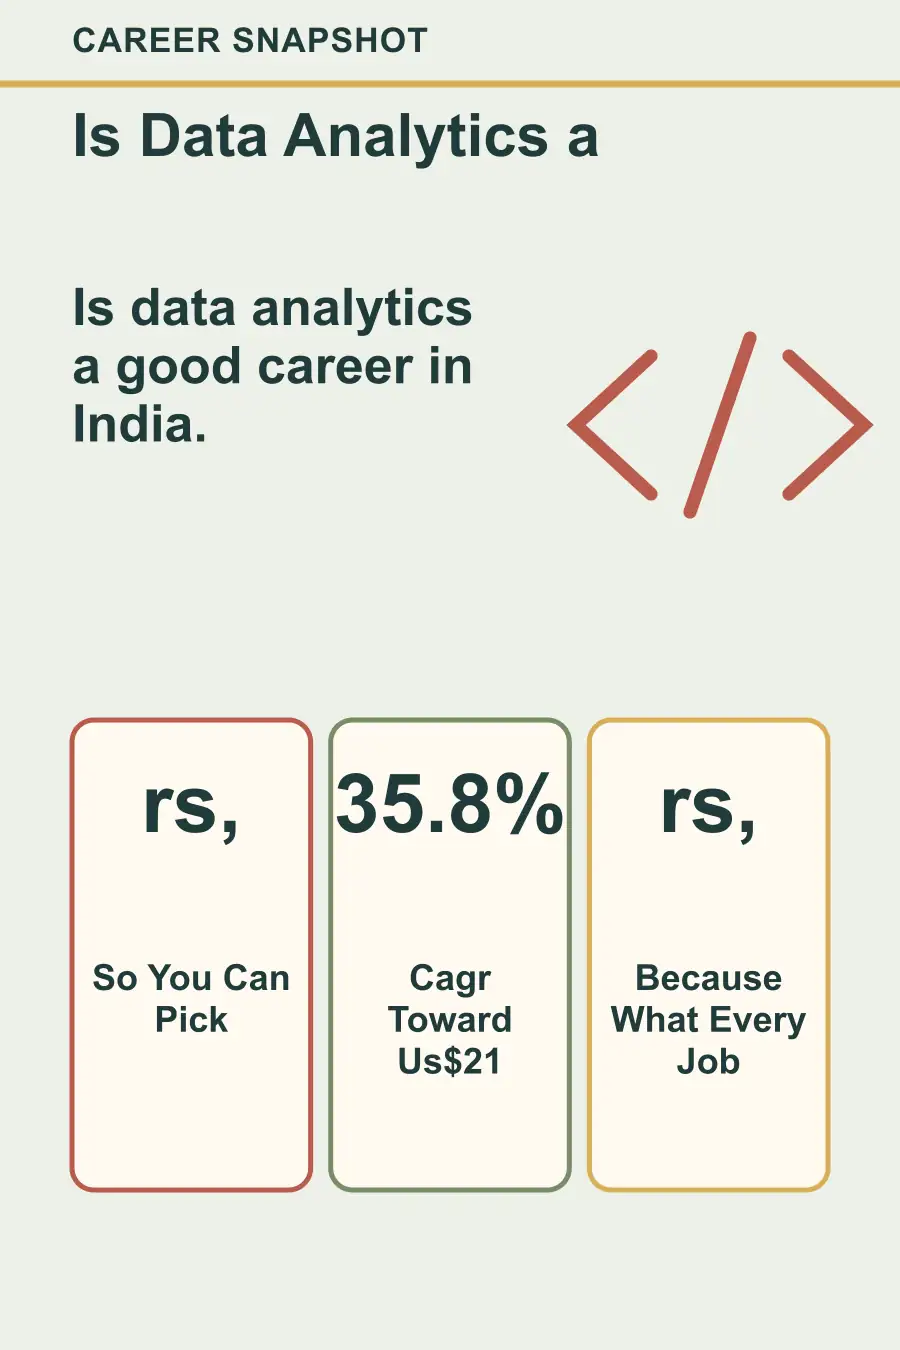 CAREER SNAPSHOT
Is Data Analytics a
Is data analytics
a good career in
India.
rs,
So You Can
Pick
35.8%
Cagr
Toward
Us$21
rs,
Because
What Every
Job